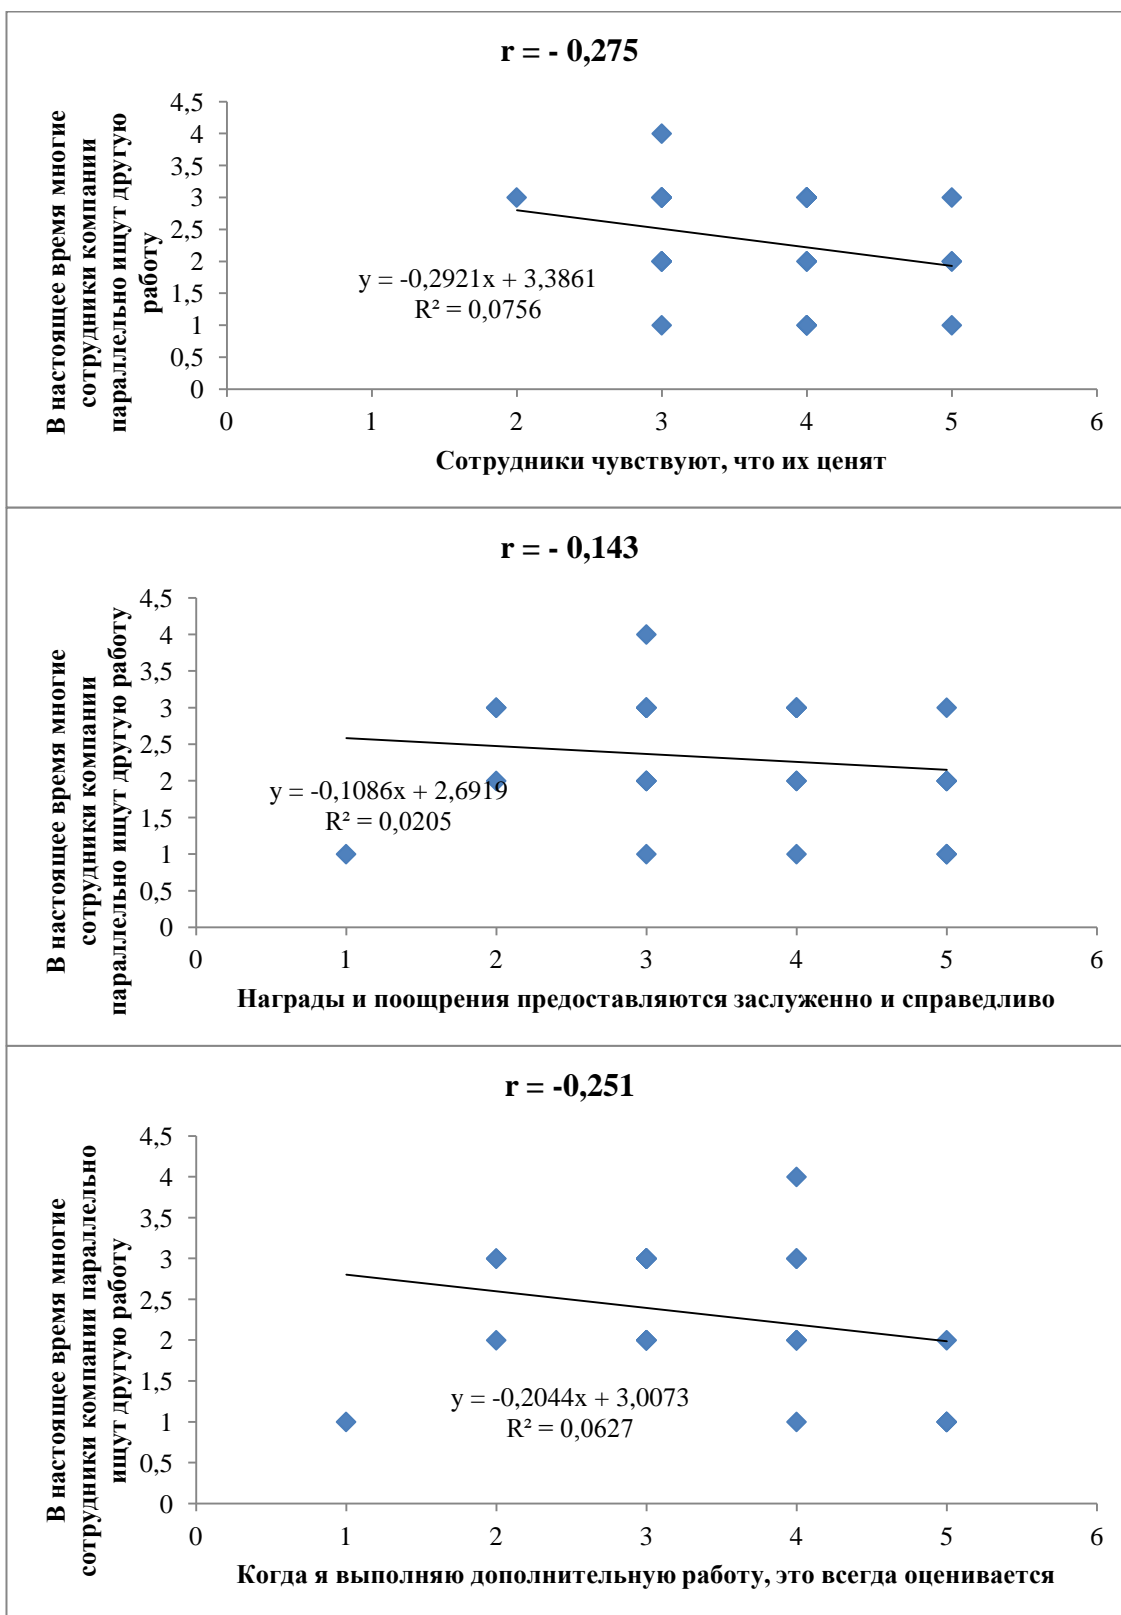 r = - 0,275
В настоящее время многие
сотрудники компании
параллельно ищут другую
работу
4,5
4
3,5
3
2,5
2
1,5
1
0,5
0
y = -0,2921x + 3,3861
R² = 0,0756
0 1 2 3 4 5 6
Сотрудники чувствуют, что их ценят
r = - 0,143
В настоящее время многие
сотрудники компании
параллельно ищут другую работу
4,5
4
3,5
3
2,5
2
1,5
1
0,5
0
y = -0,1086x + 2,6919
R² = 0,0205
0 1 2 3 4 5 6
Награды и поощрения предоставляются заслуженно и справедливо
r = -0,251
В настоящее время многие
сотрудники компании параллельно
ищут другую работу
4,5
4
3,5
3
2,5
2
1,5
1
0,5
0
y = -0,2044x + 3,0073
R² = 0,0627
0 1 2 3 4 5 6
Когда я выполняю дополнительную работу, это всегда оценивается